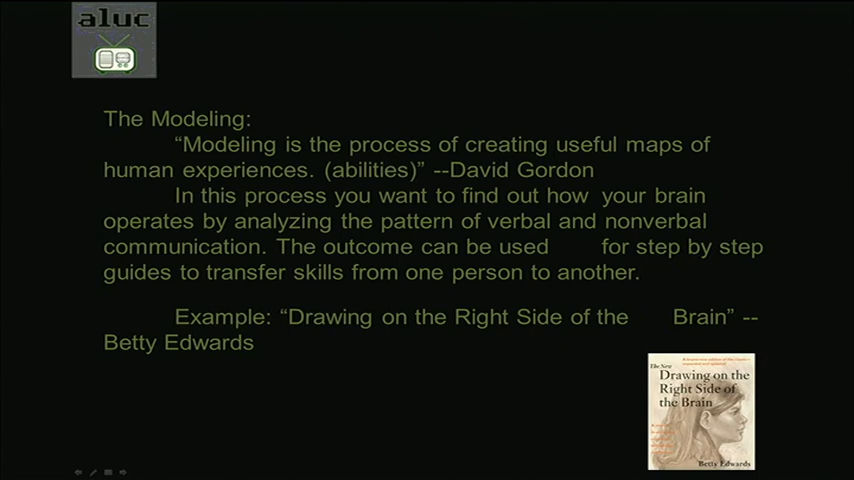 aluc
The Modeling:
“Modeling is the process of creating useful maps of
human experiences. (abilities)” --David Gordon
In this process you want to find out how your brain
operates by analyzing the pattern of verbal and nonverbal
communication. The outcome can be used for step by step
guides to transfer skills from one person to another.
Example: “Drawing on the Right Side of the Brain” --
Betty Edwards
The New
Drawing on the
Right Side of
the Brain
Betty Edwards